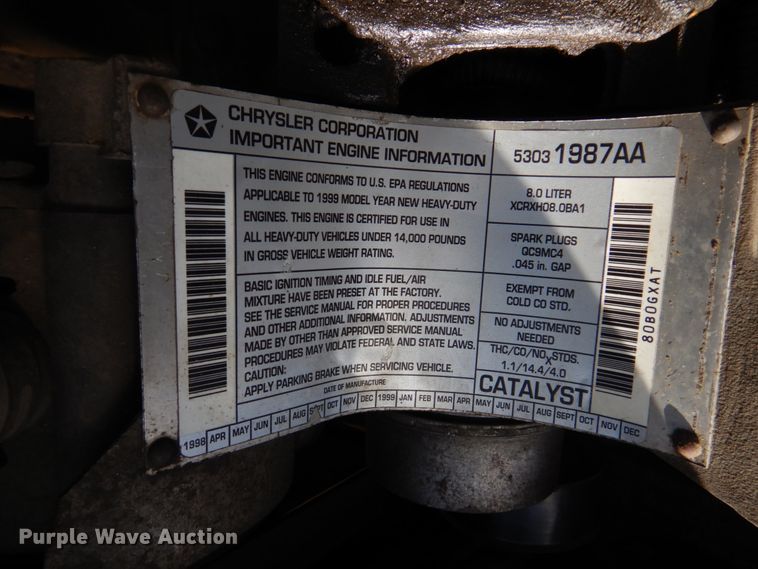 CHRYSLER CORPORATION
IMPORTANT ENGINE INFORMATION
53031987AA
THIS ENGINE CONFORMS TO U.S. EPA REGULATIONS
APPLICABLE TO 1999 MODEL YEAR NEW HEAVY-DUTY
ENGINES. THIS ENGINE IS CERTIFIED FOR USE IN
ALL HEAVY-DUTY VEHICLES UNDER 14,000 POUNDS
IN GROSS VEHICLE WEIGHT RATING.
8.0 LITER
XCRXH08.0BA1
SPARK PLUGS
QC9MC4
.045 in. GAP
BASIC IGNITION TIMING AND IDLE FUEL/AIR
MIXTURE HAVE BEEN PRESET AT THE FACTORY.
SEE THE SERVICE MANUAL FOR PROPER PROCEDURES
AND OTHER ADDITIONAL INFORMATION. ADJUSTMENTS
MADE BY OTHER THAN APPROVED SERVICE MANUAL
PROCEDURES MAY VIOLATE FEDERAL AND STATE LAWS.
CAUTION:
APPLY PARKING BRAKE WHEN SERVICING VEHICLE.
EXEMPT FROM
COLD CO STD.
NO ADJUSTMENTS
NEEDED
THC/CO/NOX STDS.
1.1/14.4/4.0
CATALYST
80B0GXAT
DATE OF MANUFACTURE
1998 APR MAY JUN JUL AUG SEPT OCT NOV DEC 1999 JAN FEB MAR APR MAY JUN JUL AUG SEPT OCT NOV DEC
Purple Wave Auction